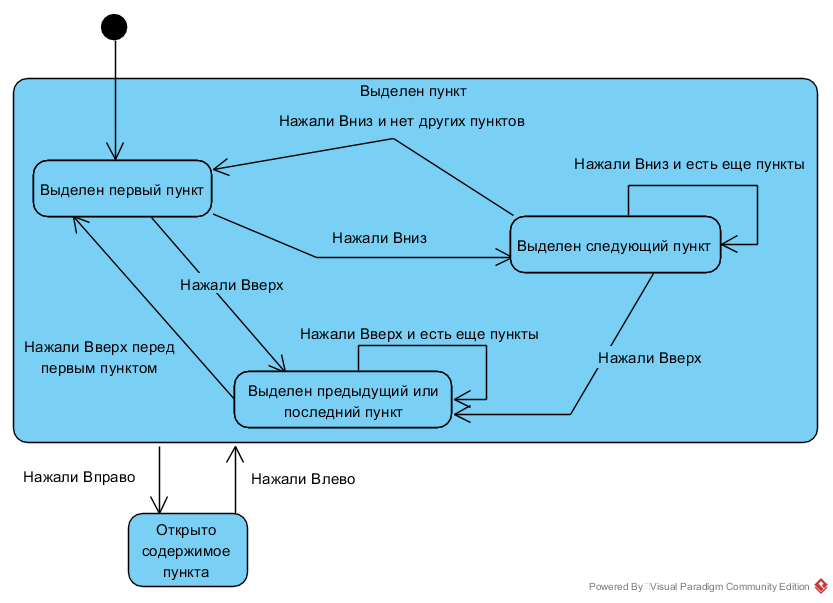 Выделен пункт
Нажали Вниз и нет других пунктов
Нажали Вниз и есть еще пункты
Выделен первый пункт
Нажали Вниз
Выделен следующий пункт
Нажали Вверх
Нажали Вверх и есть еще пункты
Нажали Вверх перед
первым пунктом
Нажали Вверх
Выделен предыдущий или
последний пункт
Нажали Вправо
Нажали Влево
Открыто
содержимое
пункта
Powered By Visual Paradigm Community Edition